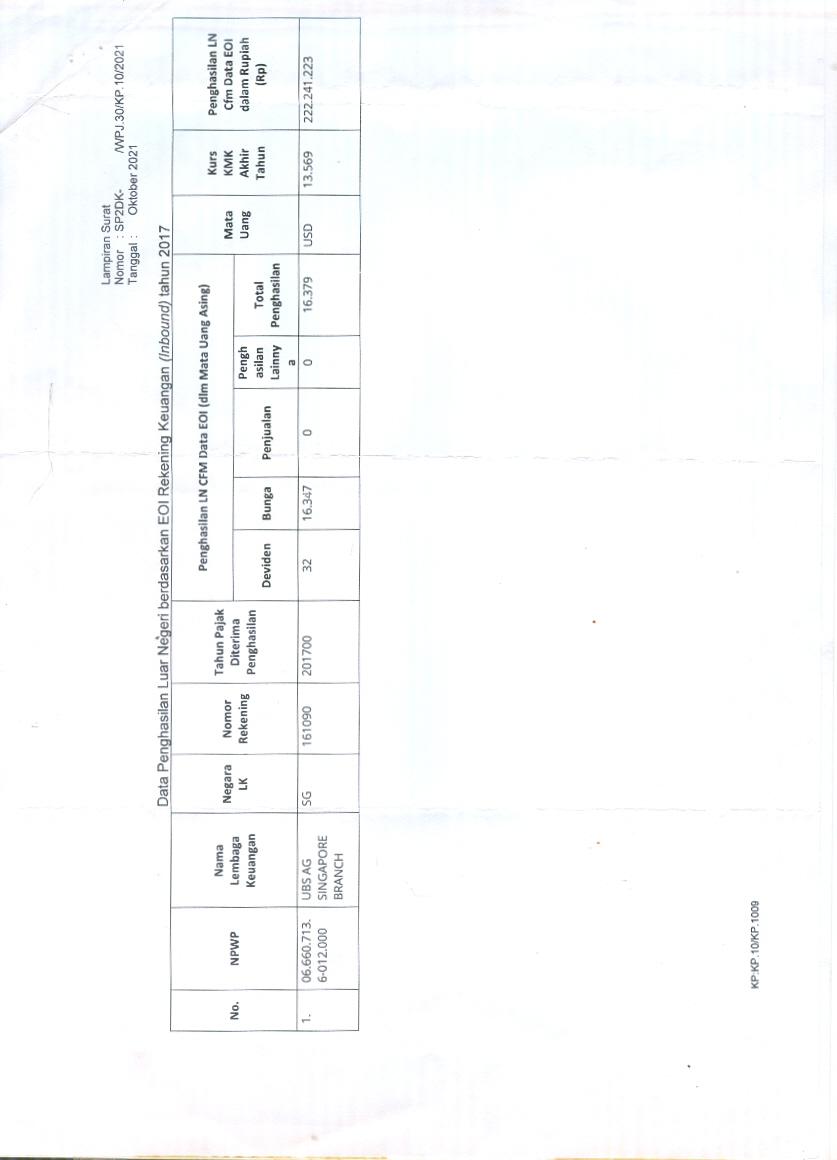 Lampiran Surat
Nomor : SP2DK- /WPJ.30/KP.10/2021
Tanggal : Oktober 2021
Data Penghasilan Luar Negeri berdasarkan EOI Rekening Keuangan (Inbound) tahun 2017
No.
NPWP
Nama
Lembaga
Keuangan
Negara
LK
Nomor
Rekening
Tahun Pajak
Diterima
Penghasilan
Penghasilan LN CFM Data EOI (dlm Mata Uang Asing)
Deviden
Bunga
Penjualan
Pengh
asilan
Lainny
a
Total
Penghasilan
Mata
Uang
Kurs
KMK
Akhir
Tahun
Penghasilan LN
Cfm Data EOI
dalam Rupiah
(Rp)
1.
06.660.713.
6-012.000
UBS AG
SINGAPORE
BRANCH
SG
161090
201700
32
16.347
0
0
16.379
USD
13.569
222.241.223
KP:KP.10/KP.1009